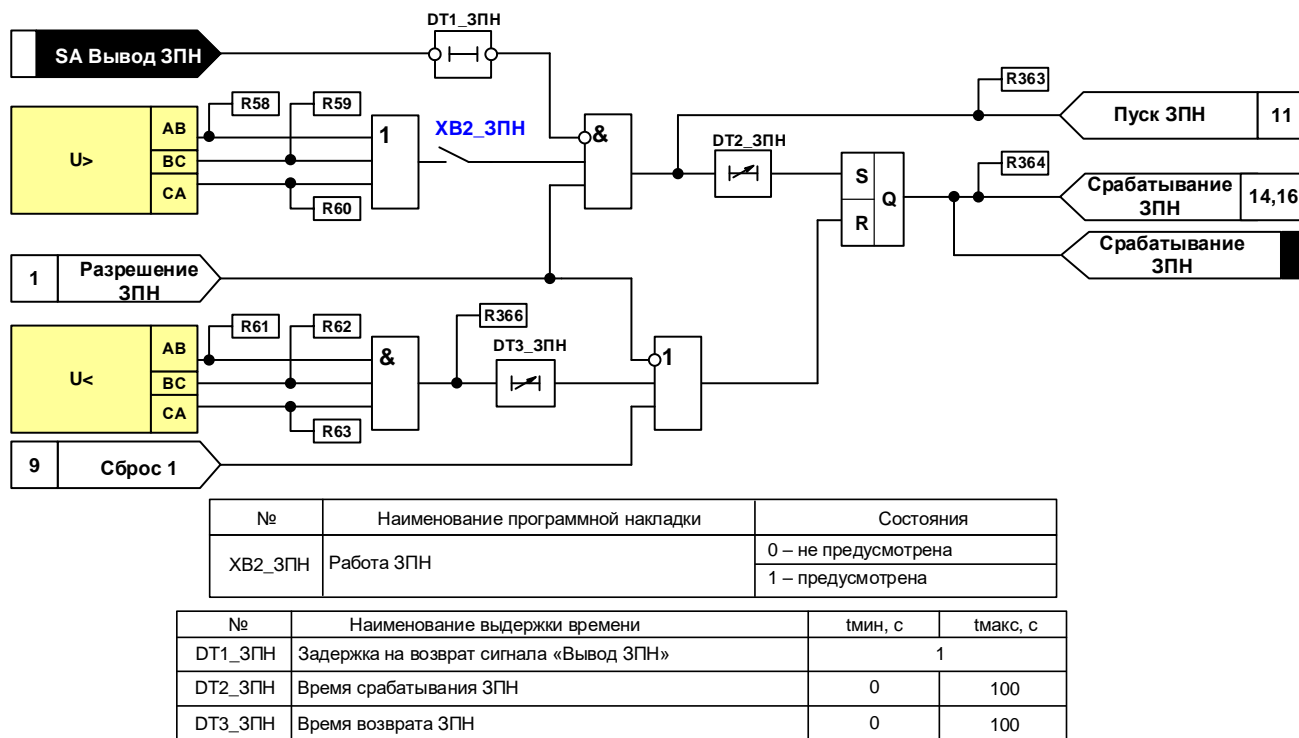 DT1_ЗПН
SA Вывод ЗПН
R363
Пуск ЗПН
11
R58
R59
U>
AB
BC
CA
1
XB2_ЗПН
&
DT2_ЗПН
R60
S
R
Q
R364
Срабатывание
ЗПН
14,16
Срабатывание
ЗПН
1
Разрешение
ЗПН
R61
R62
R366
U<
AB
BC
CA
&
DT3_ЗПН
1
R63
9
Сброс 1
№
Наименование программной накладки
Состояния
XB2_ЗПН
Работа ЗПН
0 – не предусмотрена
1 – предусмотрена
№
Наименование выдержки времени
tмин, с
tмакс, с
DT1_ЗПН
Задержка на возврат сигнала «Вывод ЗПН»
1
DT2_ЗПН
Время срабатывания ЗПН
0
100
DT3_ЗПН
Время возврата ЗПН
0
100